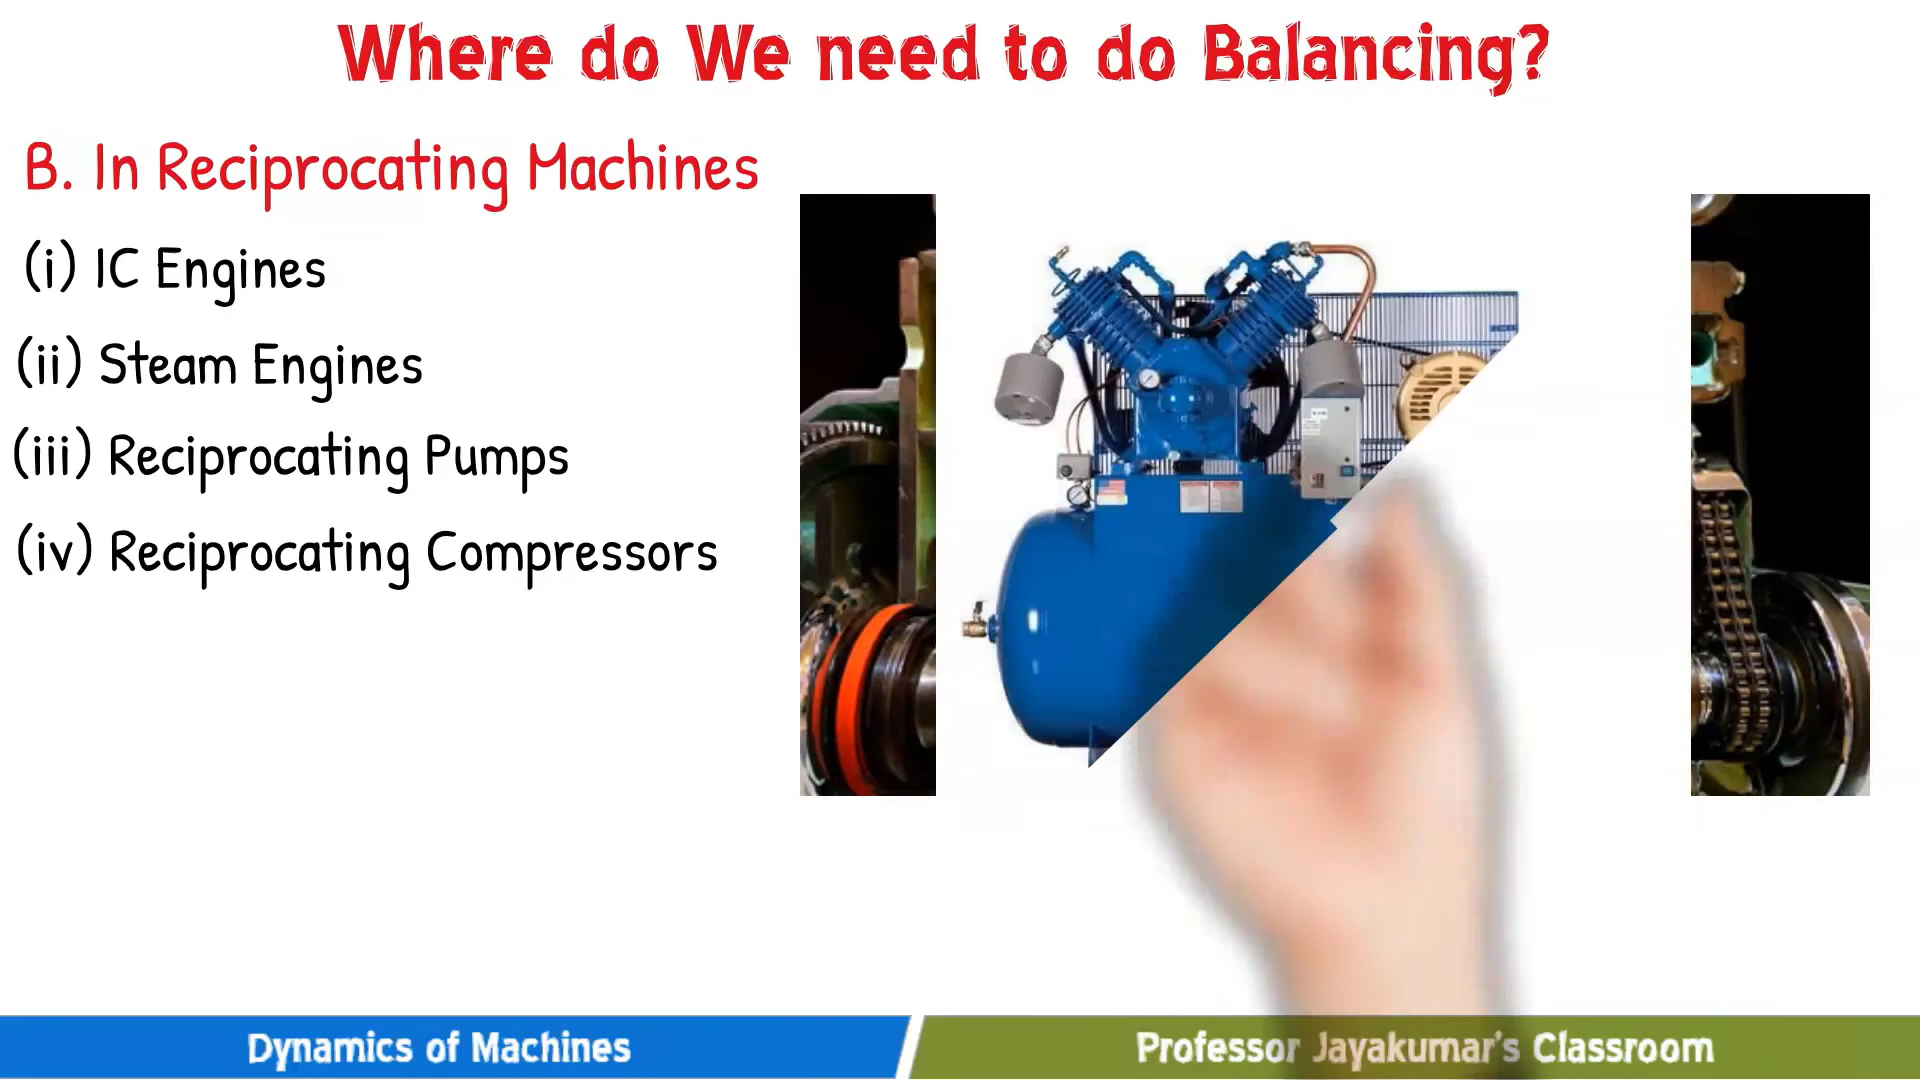 Where do We need to do Balancing?
B. In Reciprocating Machines
(i) IC Engines
(ii) Steam Engines
(iii) Reciprocating Pumps
(iv) Reciprocating Compressors
Dynamics of Machines
Professor Jayakumar's Classroom